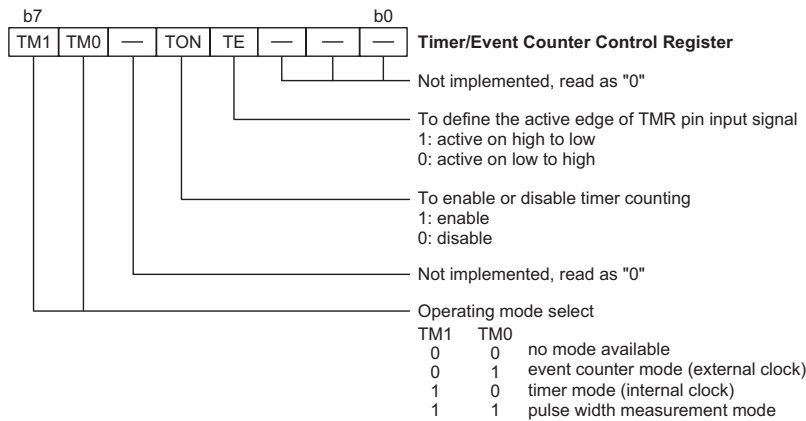 b7 b0
TM1 TM0 — TON TE — — —
Timer/Event Counter Control Register
Not implemented, read as "0"
To define the active edge of TMR pin input signal
1: active on high to low
0: active on low to high
To enable or disable timer counting
1: enable
0: disable
Not implemented, read as "0"
Operating mode select
TM1 TM0
0 0 no mode available
0 1 event counter mode (external clock)
1 0 timer mode (internal clock)
1 1 pulse width measurement mode